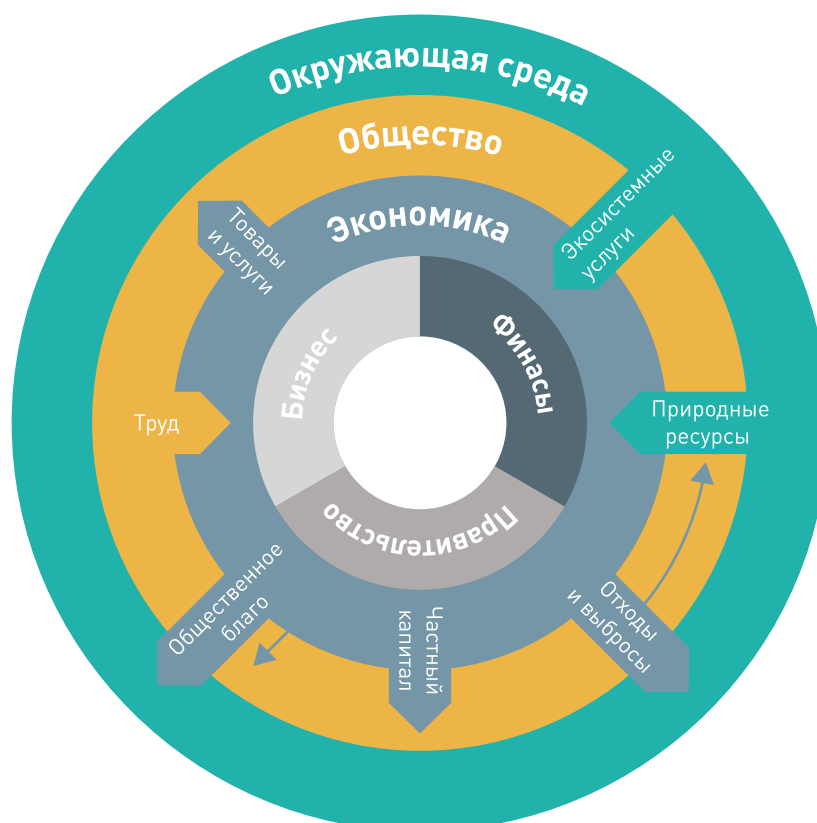 Окружающая среда
Общество
Экономика
Товары
и услуги
Экосистемные
услуги
Бизнес
Финасы
Правительство
Труд
Природные
ресурсы
Общественное
благо
Частный
капитал
Отходы
и выбросы